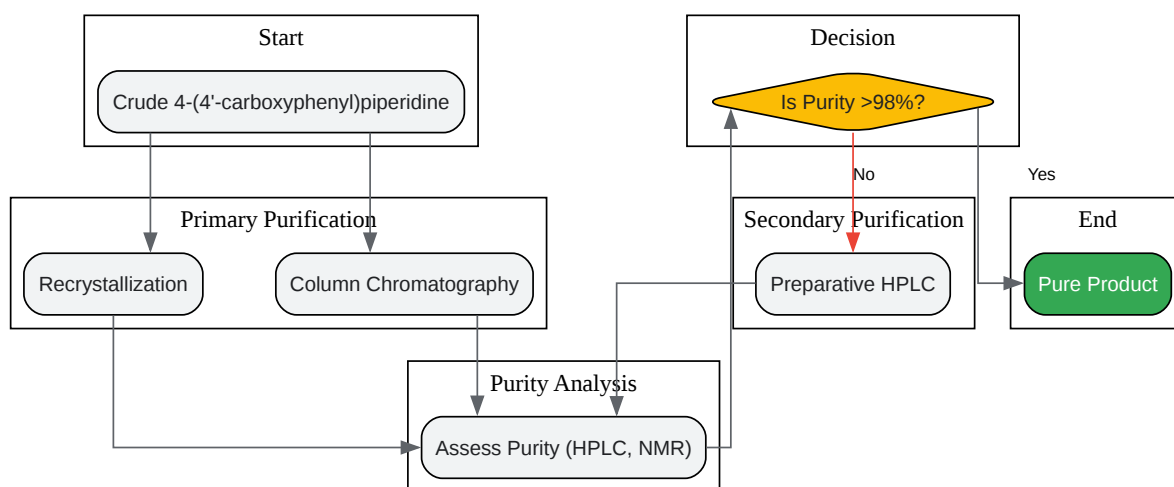 Start
Crude 4-(4'-carboxyphenyl)piperidine
Decision
Is Purity >98%?
No
Yes
Primary Purification
Recrystallization
Column Chromatography
Secondary Purification
Preparative HPLC
End
Pure Product
Purity Analysis
Assess Purity (HPLC, NMR)